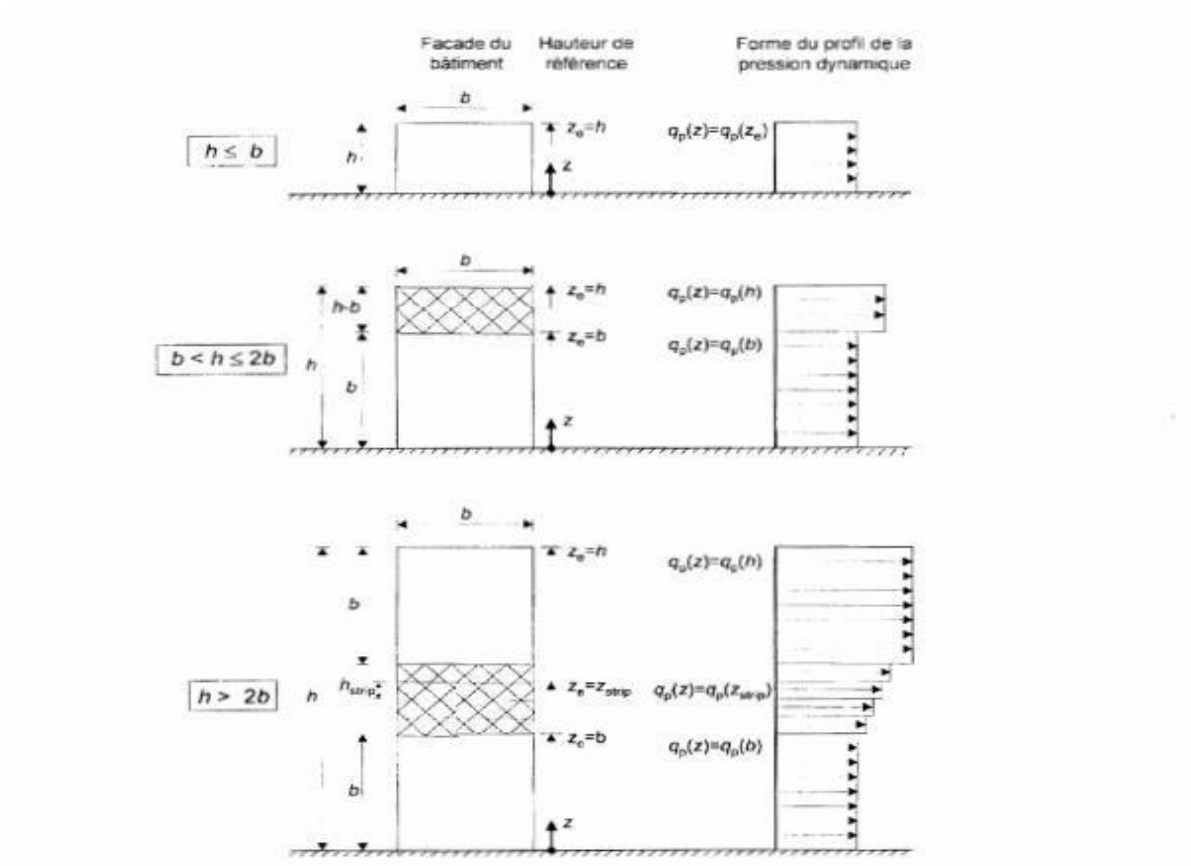 Facade du bâtiment
Hauteur de référence
Forme du profil de la pression dynamique
b
h ≤ b
h
z_e=h
z
q_p(z)=q_p(z_e)
b
b < h ≤ 2b
h
h-b
b
z_e=h
z_e=b
z
q_p(z)=q_p(h)
q_p(z)=q_p(b)
b
h > 2b
h
b
h_strip
b
z_e=h
z_e=z_strip
z_e=b
z
q_p(z)=q_p(h)
q_p(z)=q_p(z_strip)
q_p(z)=q_p(b)